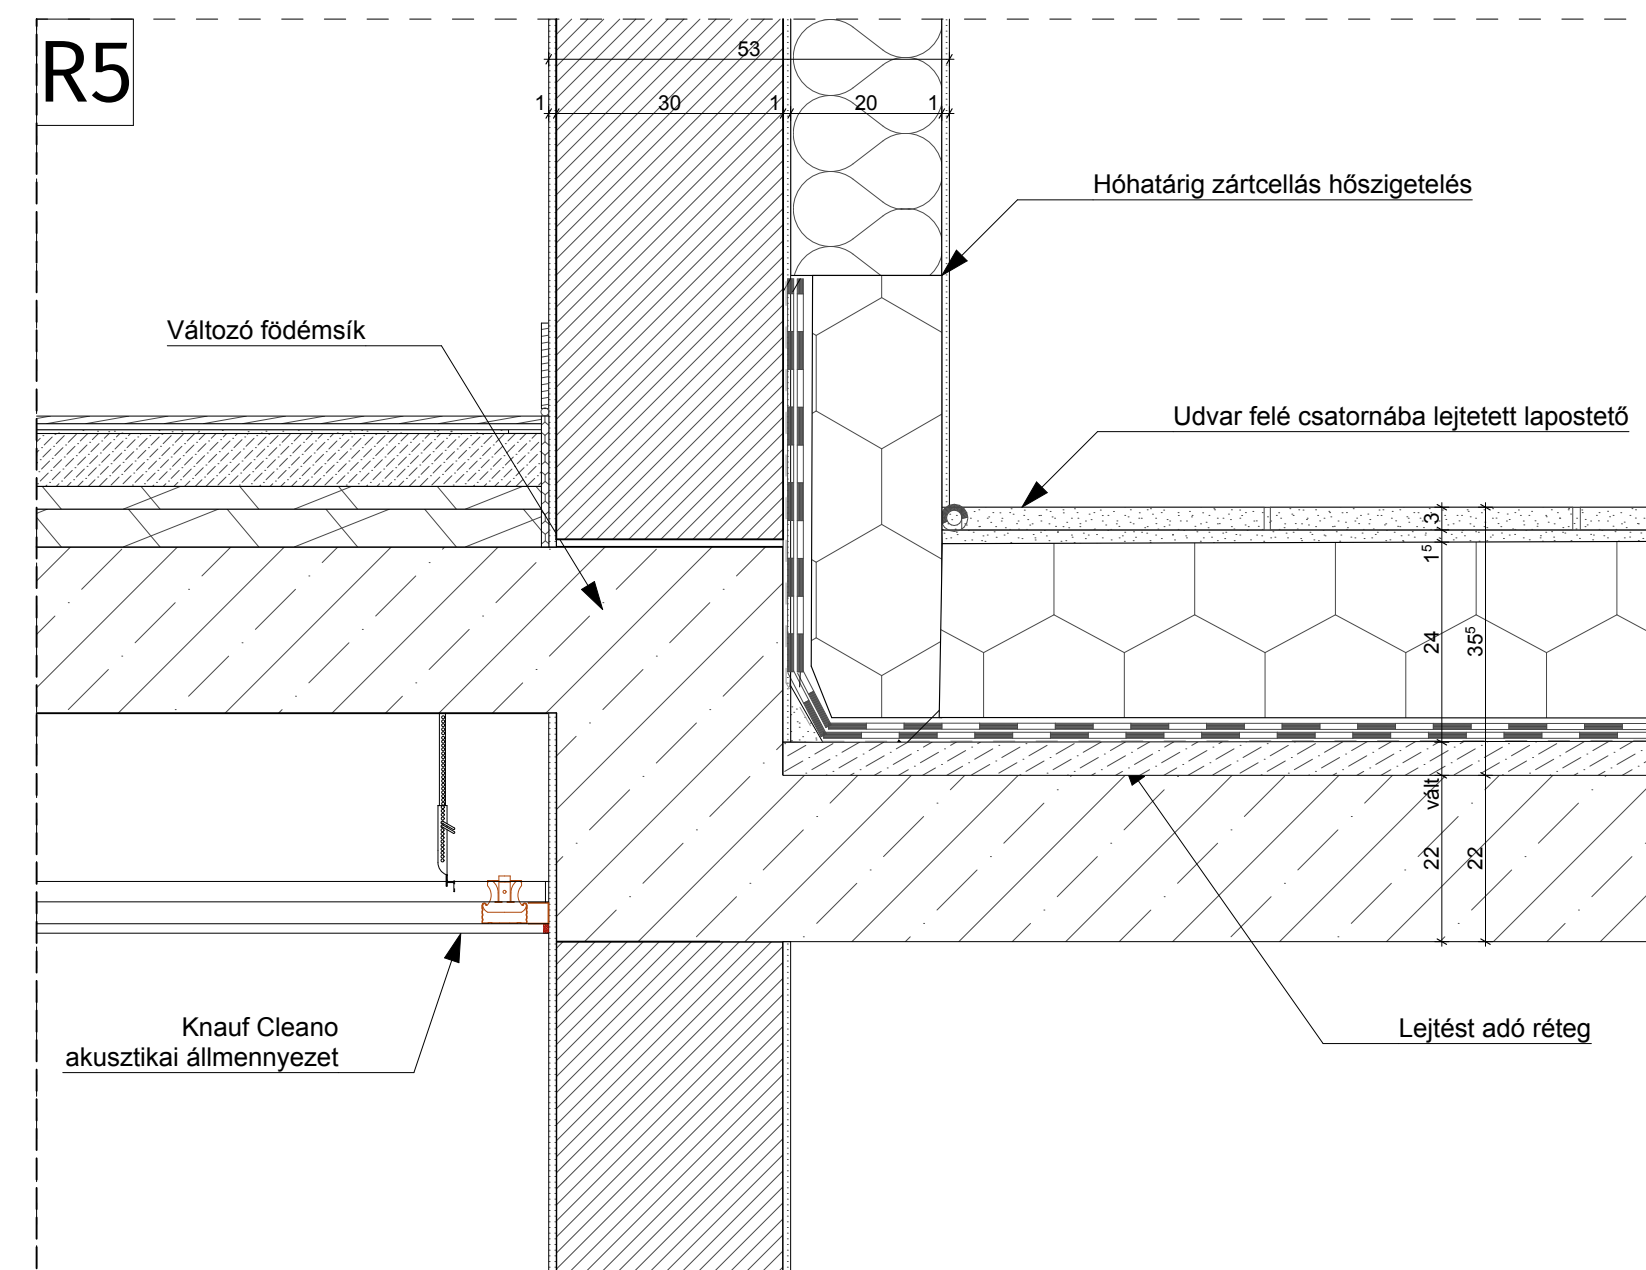 R5
53
1 30 1 20 1
Hóhatárig zártcellás hőszigetelés
Változó födémsík
Udvar felé csatornába lejtetett lapostető
3
1⁵
24
35⁵
vált
22
22
Knauf Cleano
akusztikai állmennyezet
Lejtést adó réteg